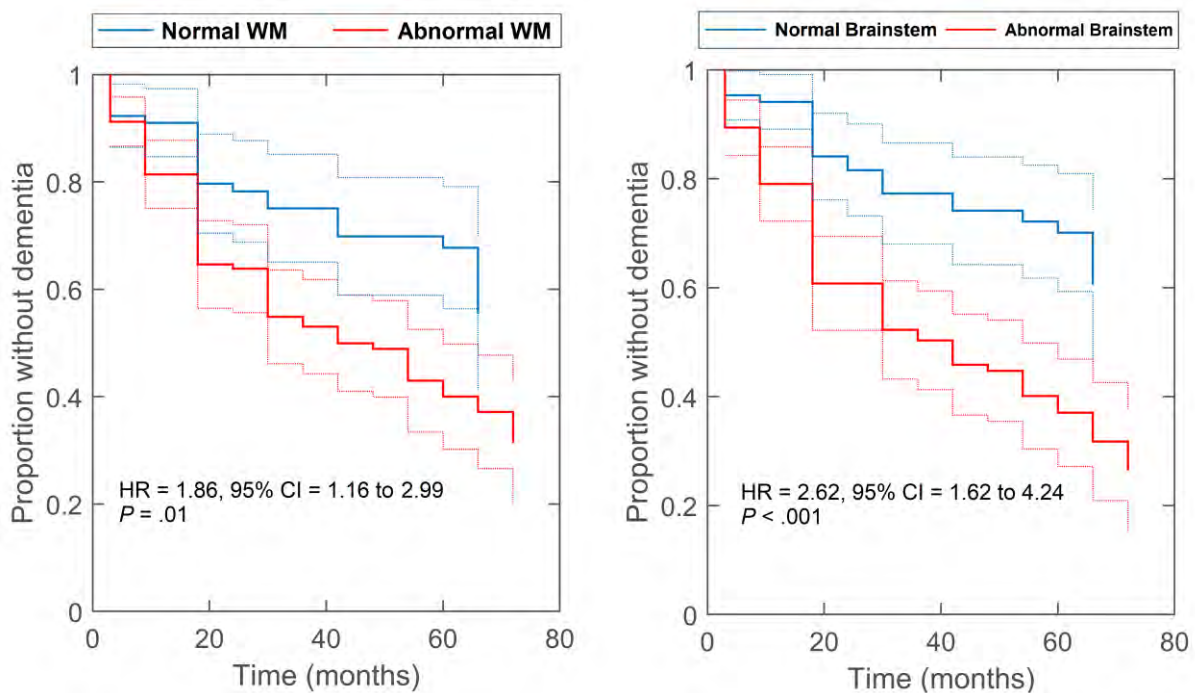 Normal WM Abnormal WM
1
0.8
0.6
0.4
0.2
0
0 20 40 60 80
Proportion without dementia
Time (months)
HR = 1.86, 95% CI = 1.16 to 2.99
P = .01
Normal Brainstem Abnormal Brainstem
1
0.8
0.6
0.4
0.2
0
0 20 40 60 80
Proportion without dementia
Time (months)
HR = 2.62, 95% CI = 1.62 to 4.24
P < .001